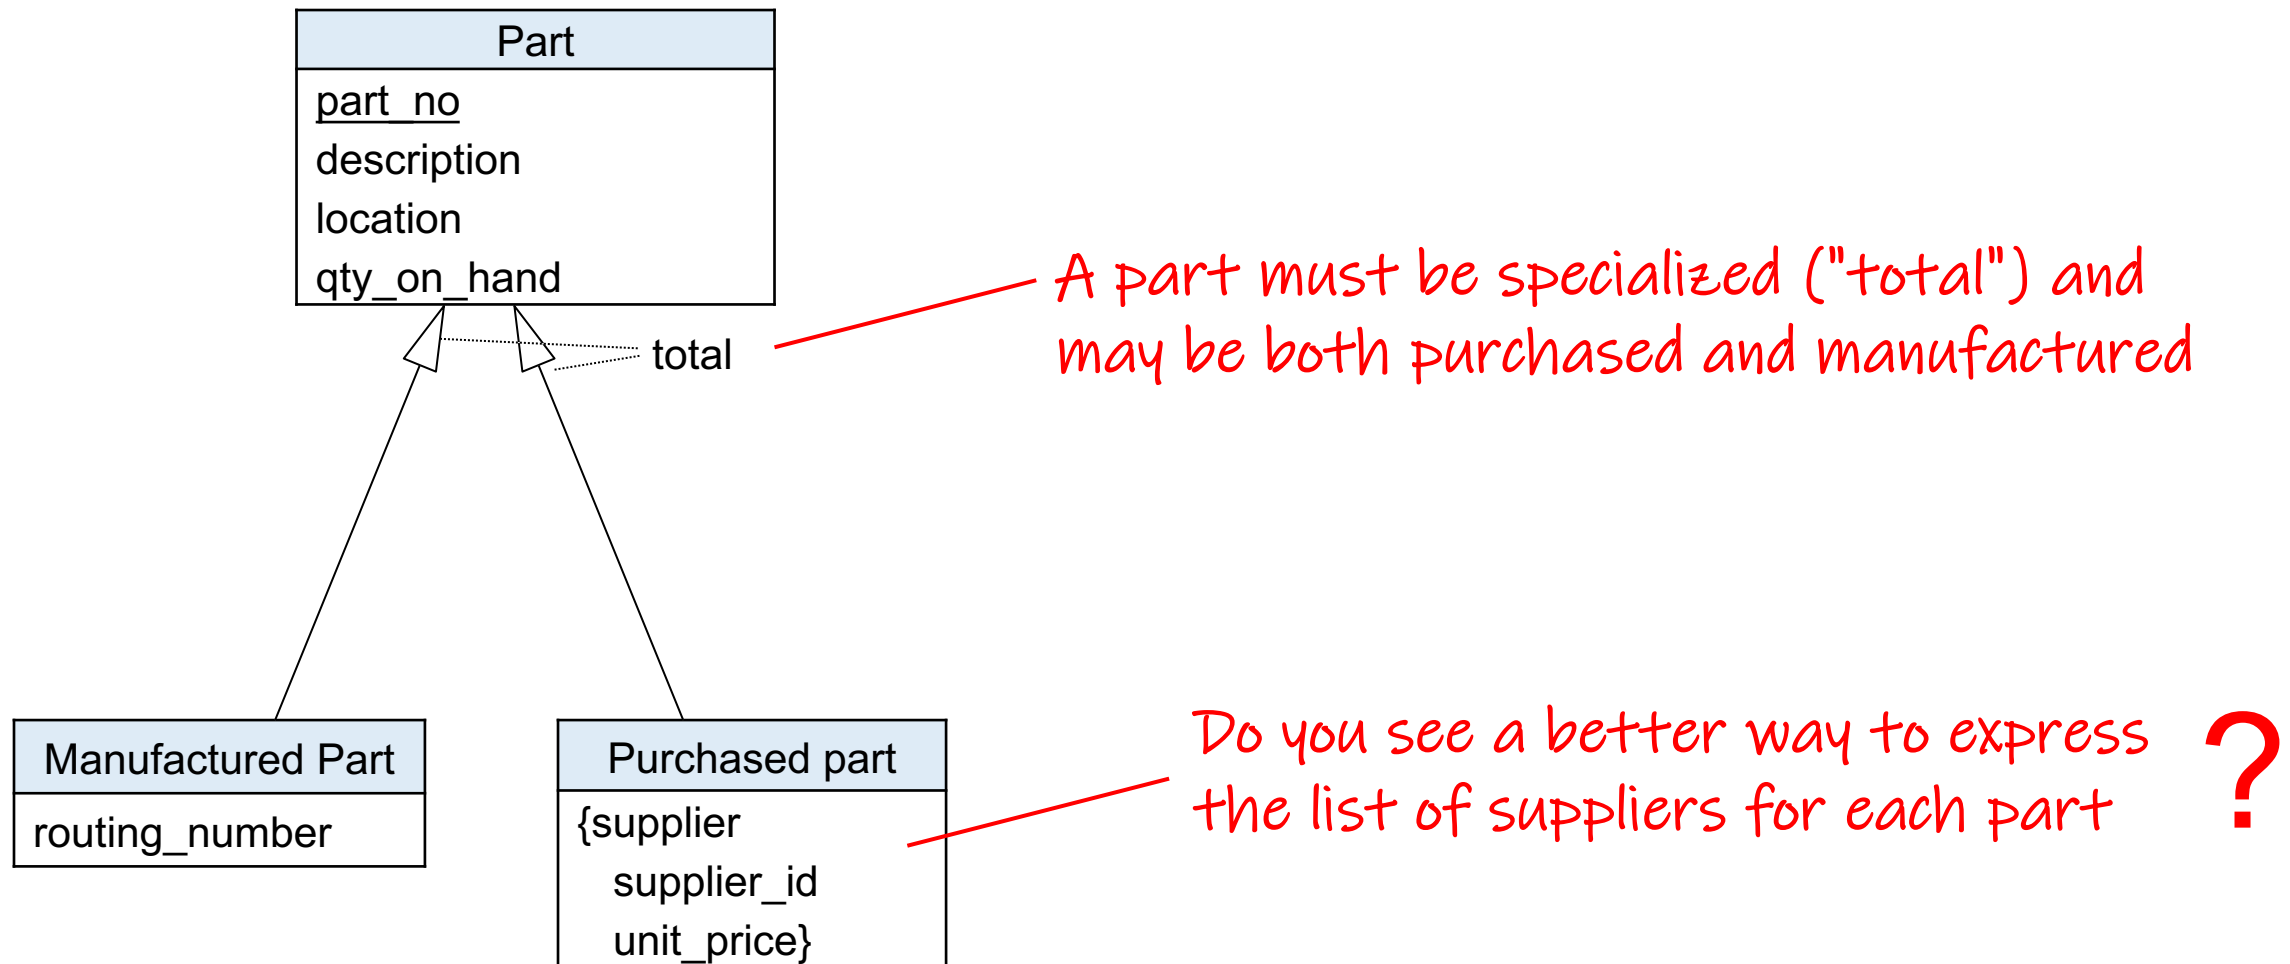 Part
part_no
description
location
qty_on_hand
total
A part must be specialized ("total") and
may be both purchased and manufactured
Manufactured Part
routing_number
Purchased part
{supplier
supplier_id
unit_price}
Do you see a better way to express
the list of suppliers for each part
?